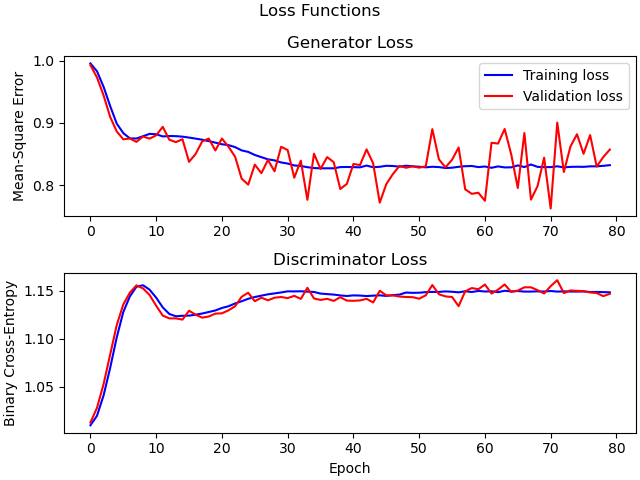 Loss Functions
Generator Loss
Mean-Square Error
1.0
0.9
0.8
Training loss
Validation loss
0 10 20 30 40 50 60 70 80
Discriminator Loss
Binary Cross-Entropy
1.15
1.10
1.05
0 10 20 30 40 50 60 70 80
Epoch